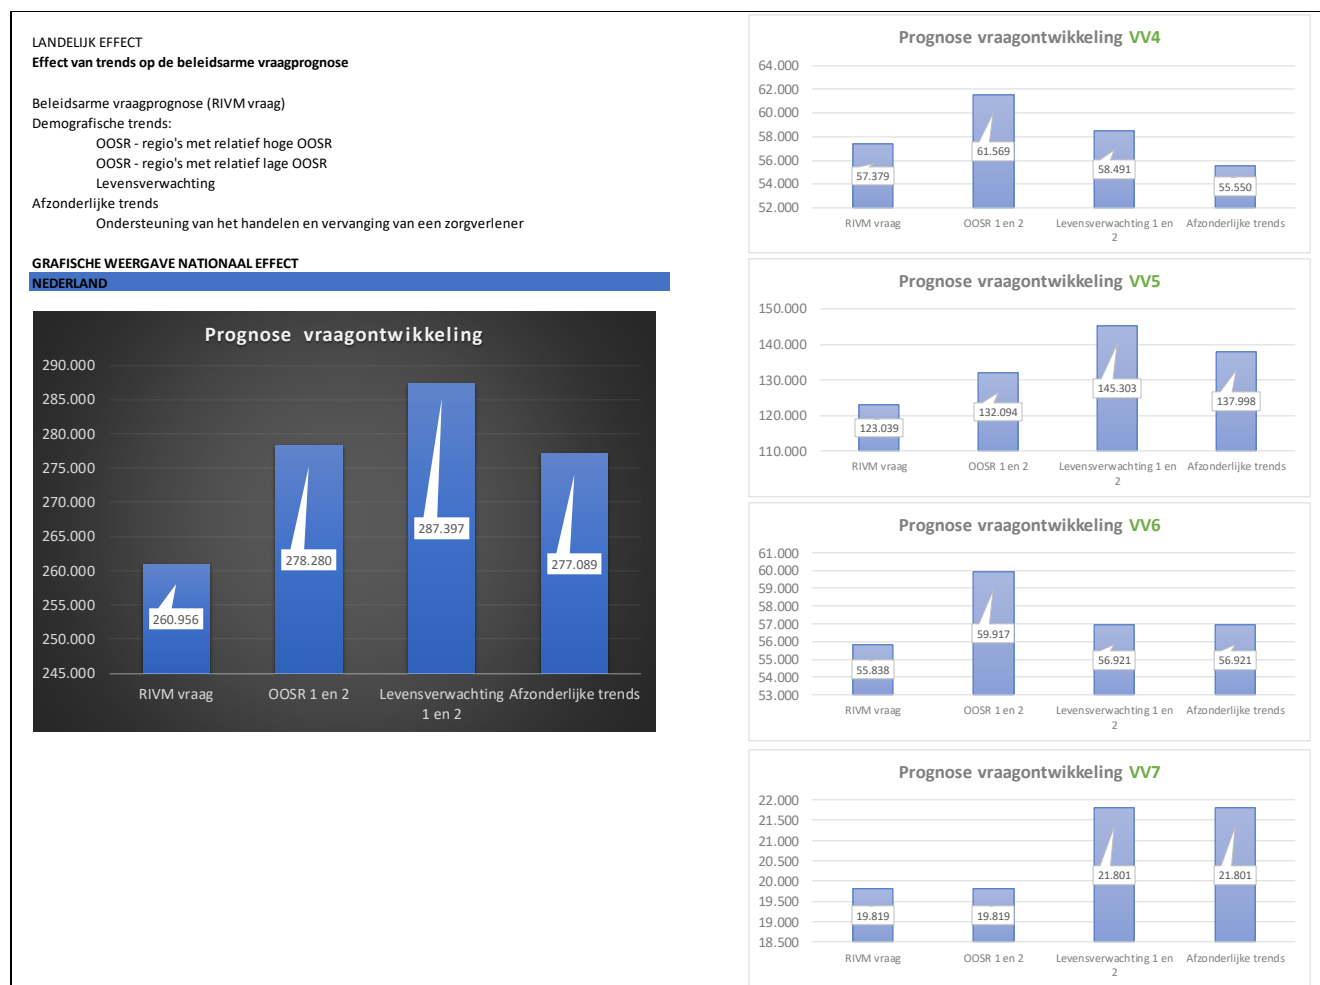 LANDELIJK EFFECT
Effect van trends op de beleidsarme vraagprognose
Beleidsarme vraagprognose (RIVM vraag)
Demografische trends:
OOSR - regio's met relatief hoge OOSR
OOSR - regio's met relatief lage OOSR
Levensverwachting
Afzonderlijke trends
Ondersteuning van het handelen en vervanging van een zorgverlener
GRAFISCHE WEERGAVE NATIONAAL EFFECT
NEDERLAND
Prognose vraagontwikkeling
290.000
285.000
280.000
275.000
270.000
265.000
260.000
255.000
250.000
245.000
260.956
278.280
287.397
277.089
RIVM vraag
OOSR 1 en 2
Levensverwachting
1 en 2
Afzonderlijke trends
Prognose vraagontwikkeling VV4
64.000
62.000
60.000
58.000
56.000
54.000
52.000
57.379
61.569
58.491
55.550
RIVM vraag
OOSR 1 en 2
Levensverwachting 1 en
2
Afzonderlijke trends
Prognose vraagontwikkeling VV5
150.000
140.000
130.000
120.000
110.000
123.039
132.094
145.303
137.998
RIVM vraag
OOSR 1 en 2
Levensverwachting 1 en
2
Afzonderlijke trends
Prognose vraagontwikkeling VV6
61.000
60.000
59.000
58.000
57.000
56.000
55.000
54.000
53.000
55.838
59.917
56.921
56.921
RIVM vraag
OOSR 1 en 2
Levensverwachting 1 en
2
Afzonderlijke trends
Prognose vraagontwikkeling VV7
22.000
21.500
21.000
20.500
20.000
19.500
19.000
18.500
19.819
19.819
21.801
21.801
RIVM vraag
OOSR 1 en 2
Levensverwachting 1 en
2
Afzonderlijke trends